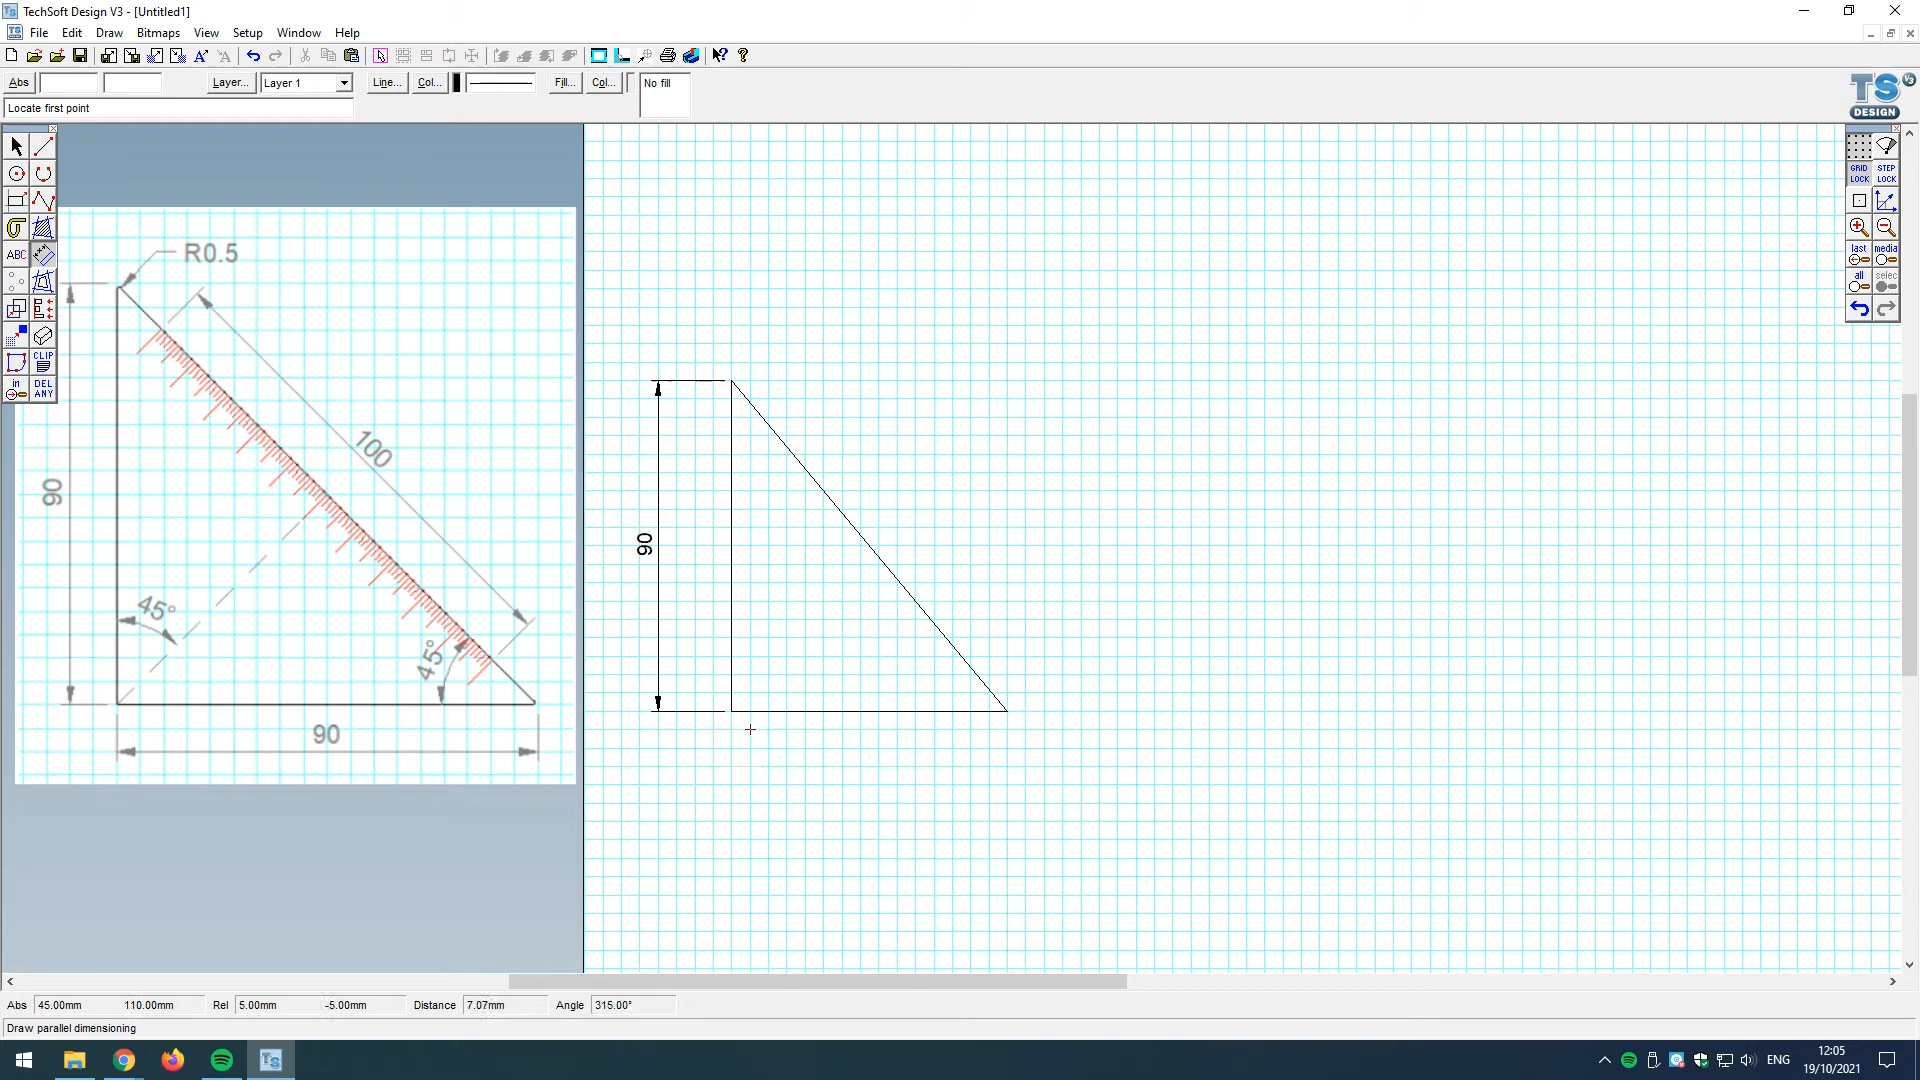 TechSoft Design V3 - [Untitled1]
File Edit Draw Bitmaps View Setup Window Help
Abs Layer... Layer 1 Line... Col... Fill... Col... No fill
Locate first point
TS V3
DESIGN
GRID LOCK STEP LOCK
last media
all selec
ABC
CLIP
in DEL ANY
R0.5
100
90
45°
45°
90
90
Abs 45.00mm 110.00mm Rel 5.00mm -5.00mm Distance 7.07mm Angle 315.00°
Draw parallel dimensioning
TS
ENG
12:05
19/10/2021